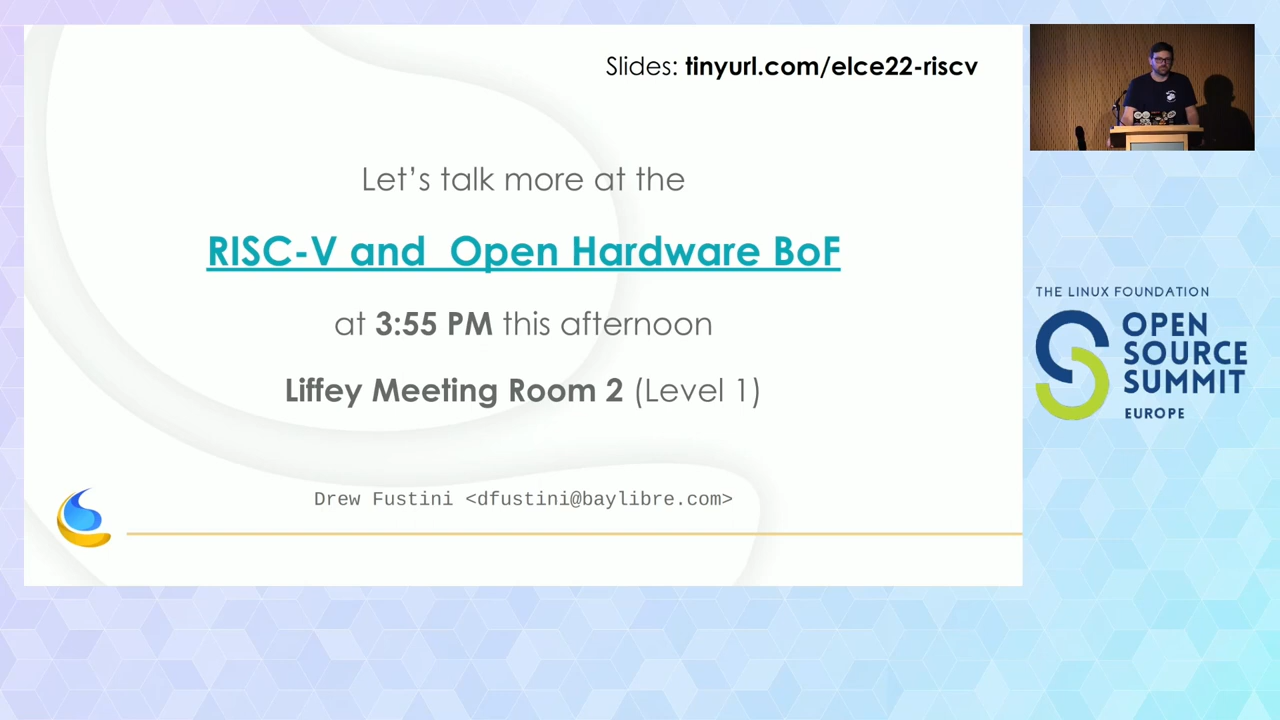 Slides: tinyurl.com/elce22-riscv
Let's talk more at the
RISC-V and  Open Hardware BoF
at 3:55 PM this afternoon
Liffey Meeting Room 2 (Level 1)
Drew Fustini <dfustini@baylibre.com>
THE LINUX FOUNDATION
OPEN
SOURCE
SUMMIT
EUROPE